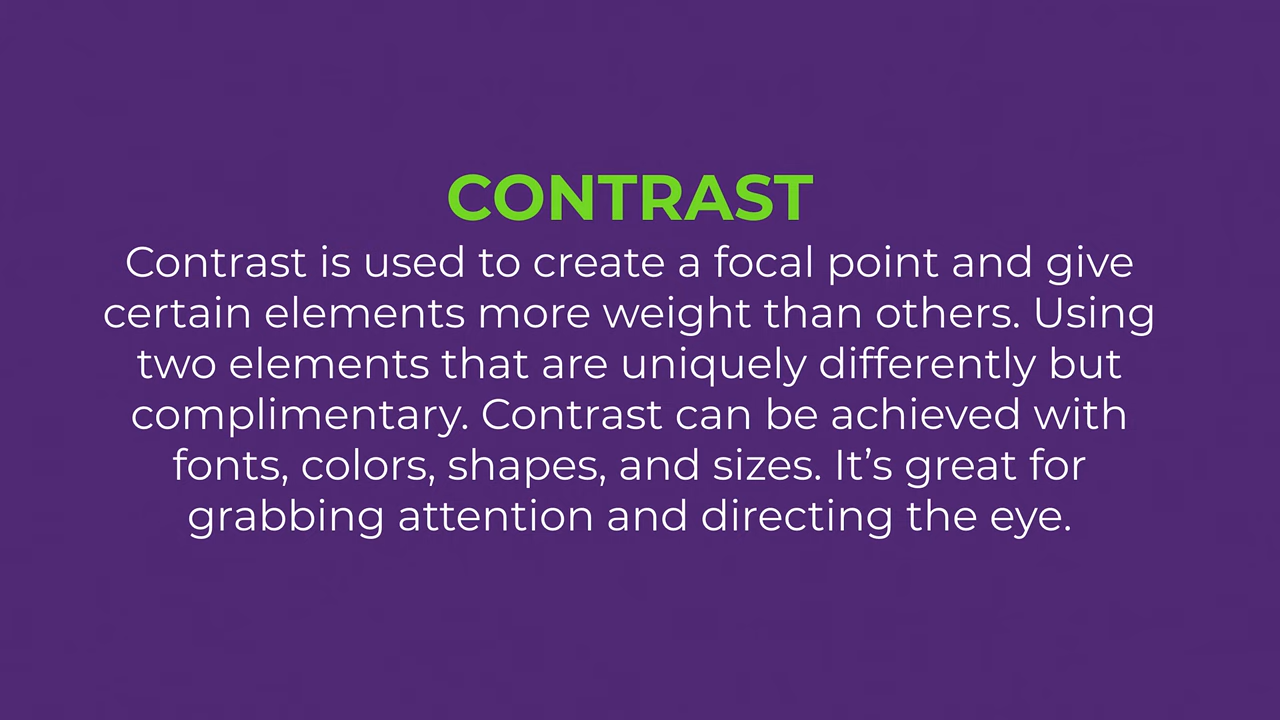 CONTRAST
Contrast is used to create a focal point and give
certain elements more weight than others. Using
two elements that are uniquely differently but
complimentary. Contrast can be achieved with
fonts, colors, shapes, and sizes. It’s great for
grabbing attention and directing the eye.